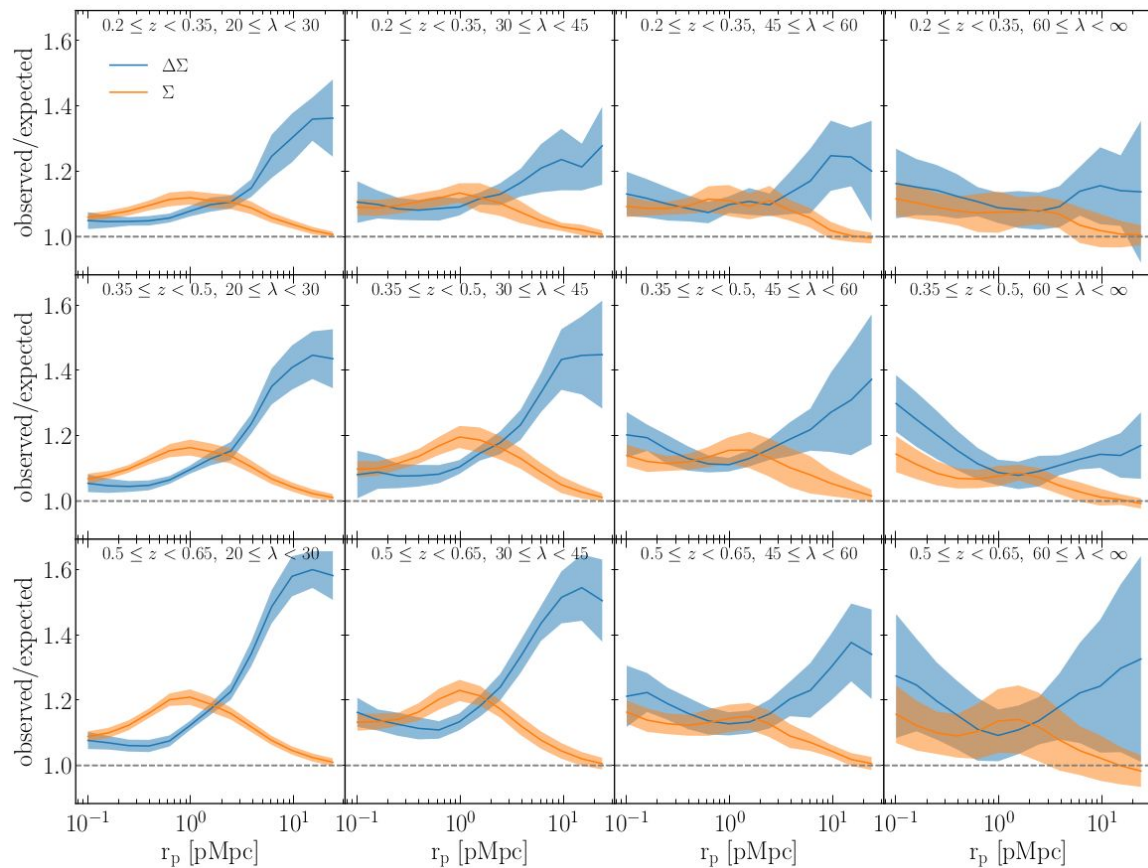 0.2 ≤ z < 0.35, 20 ≤ λ < 30
0.2 ≤ z < 0.35, 30 ≤ λ < 45
0.2 ≤ z < 0.35, 45 ≤ λ < 60
0.2 ≤ z < 0.35, 60 ≤ λ < ∞
1.6
1.4
1.2
1.0
observed/expected
ΔΣ
Σ
0.35 ≤ z < 0.5, 20 ≤ λ < 30
0.35 ≤ z < 0.5, 30 ≤ λ < 45
0.35 ≤ z < 0.5, 45 ≤ λ < 60
0.35 ≤ z < 0.5, 60 ≤ λ < ∞
1.6
1.4
1.2
1.0
observed/expected
0.5 ≤ z < 0.65, 20 ≤ λ < 30
0.5 ≤ z < 0.65, 30 ≤ λ < 45
0.5 ≤ z < 0.65, 45 ≤ λ < 60
0.5 ≤ z < 0.65, 60 ≤ λ < ∞
1.6
1.4
1.2
1.0
observed/expected
10⁻¹ 10⁰ 10¹ 10⁻¹ 10⁰ 10¹ 10⁻¹ 10⁰ 10¹ 10⁻¹ 10⁰ 10¹
rₚ [pMpc] rₚ [pMpc] rₚ [pMpc] rₚ [pMpc]